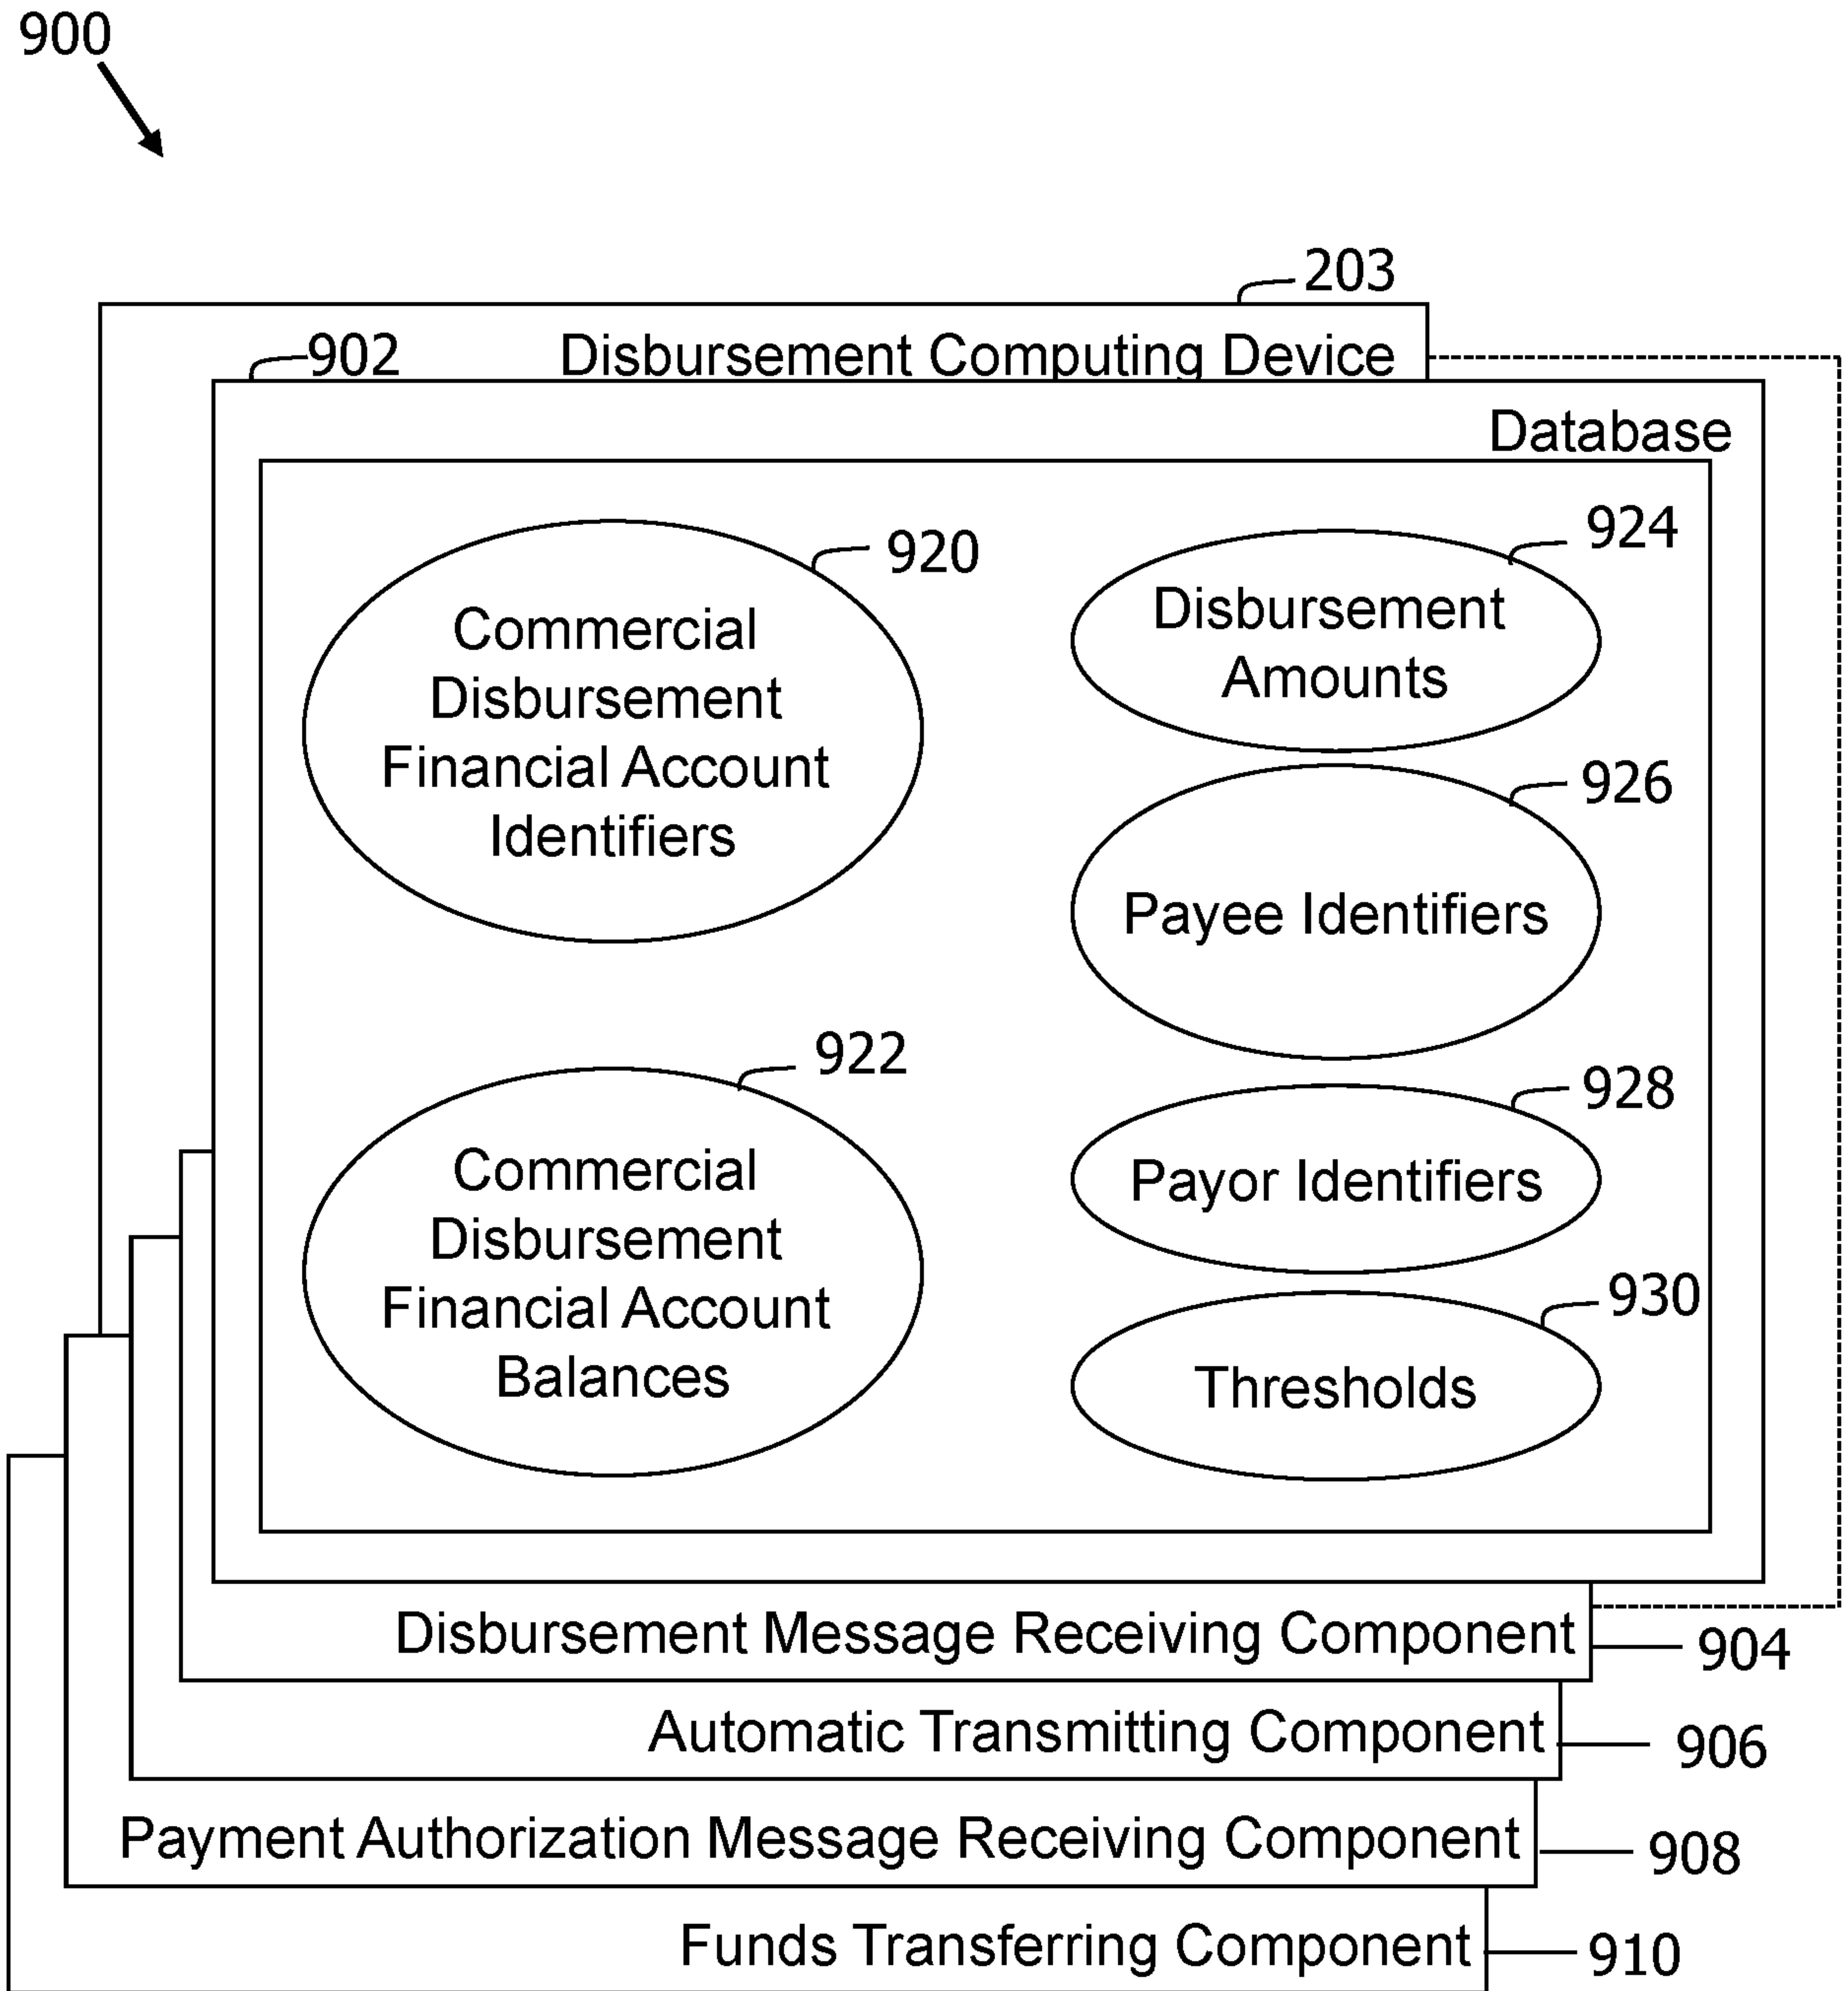 900
203
902
Disbursement Computing Device
Database
920
Commercial
Disbursement
Financial Account
Identifiers
924
Disbursement
Amounts
926
Payee Identifiers
922
Commercial
Disbursement
Financial Account
Balances
928
Payor Identifiers
930
Thresholds
Disbursement Message Receiving Component
904
Automatic Transmitting Component
906
Payment Authorization Message Receiving Component
908
Funds Transferring Component
910